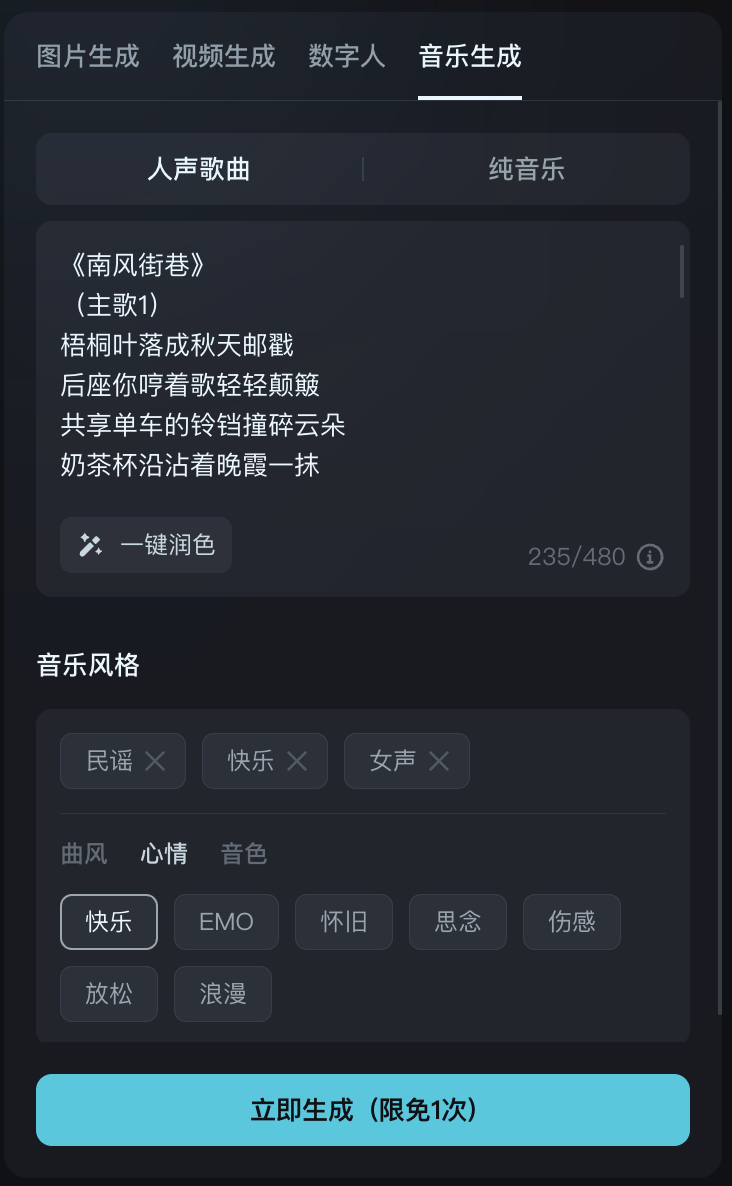 图片生成 视频生成 数字人 音乐生成
人声歌曲 纯音乐
《南风街巷》
（主歌1）
梧桐叶落成秋天邮戳
后座你哼着歌轻轻颠簸
共享单车的铃铛撞碎云朵
奶茶杯沿沾着晚霞一抹
一键润色
235/480
音乐风格
民谣 快乐 女声
曲风 心情 音色
快乐 EMO 怀旧 思念 伤感
放松 浪漫
立即生成（限免1次）